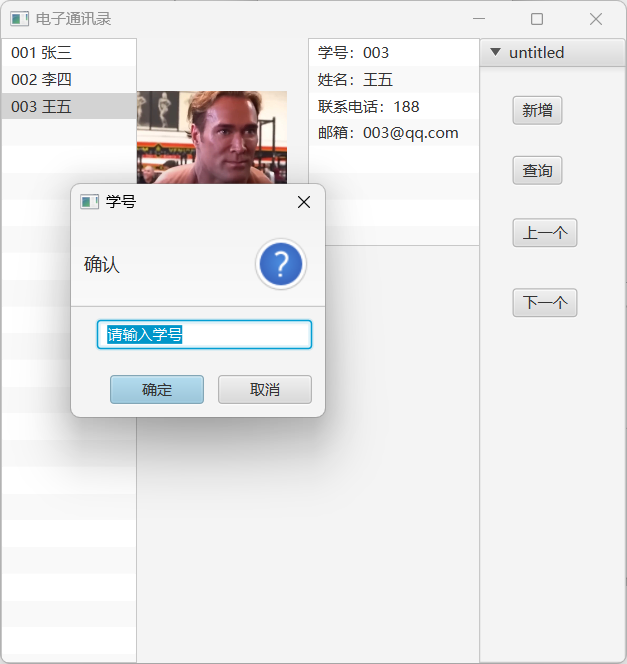 电子通讯录
001 张三
002 李四
003 王五
学号：003
姓名：王五
联系电话：188
邮箱：003@qq.com
untitled
新增
查询
上一个
下一个
学号
确认
?
请输入学号
确定
取消